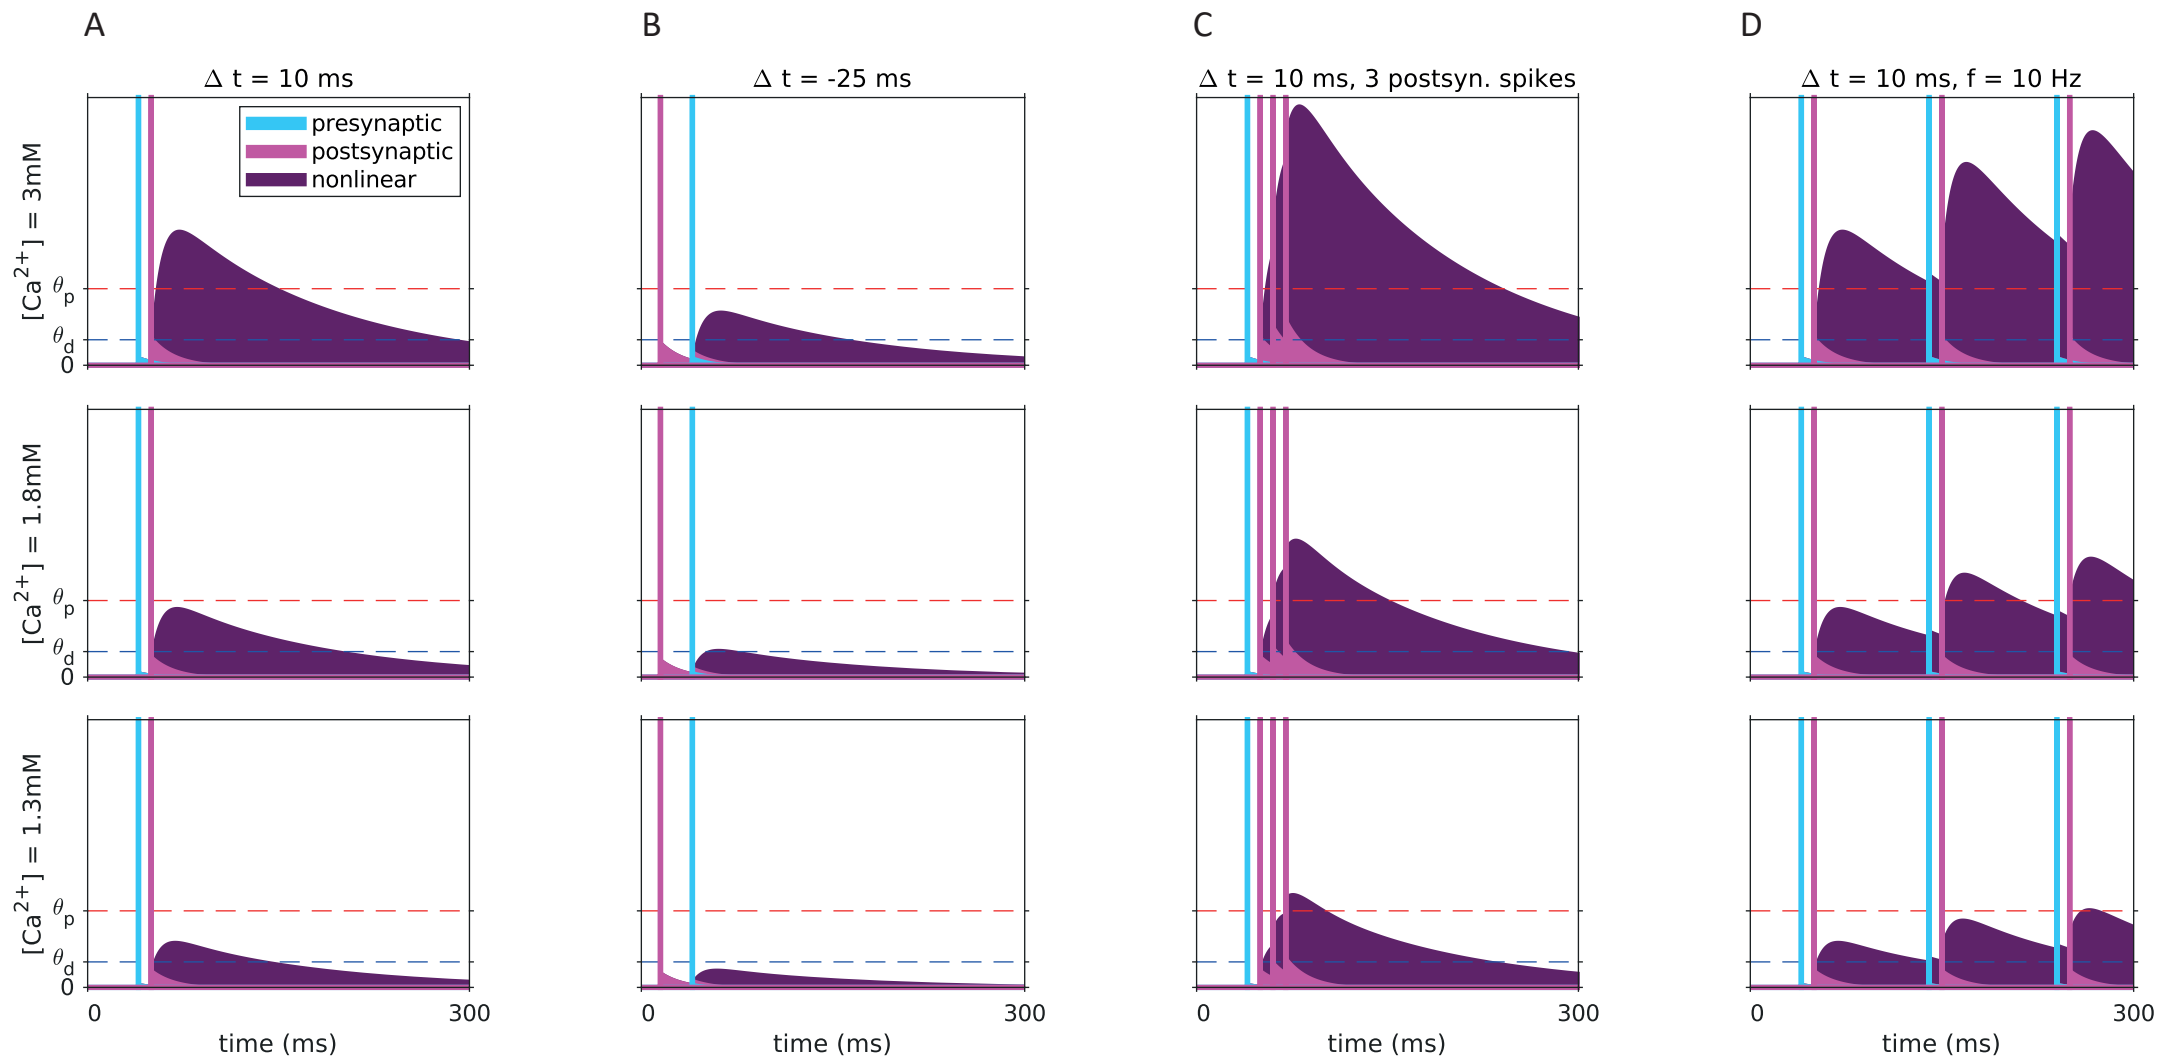 A
B
C
D
Δ t = 10 ms
Δ t = -25 ms
Δ t = 10 ms, 3 postsyn. spikes
Δ t = 10 ms, f = 10 Hz
presynaptic
postsynaptic
nonlinear
[Ca²⁺] = 3mM
θp
θd
0
[Ca²⁺] = 1.8mM
θp
θd
0
[Ca²⁺] = 1.3mM
θp
θd
0
0 300
0 300
0 300
0 300
time (ms)
time (ms)
time (ms)
time (ms)